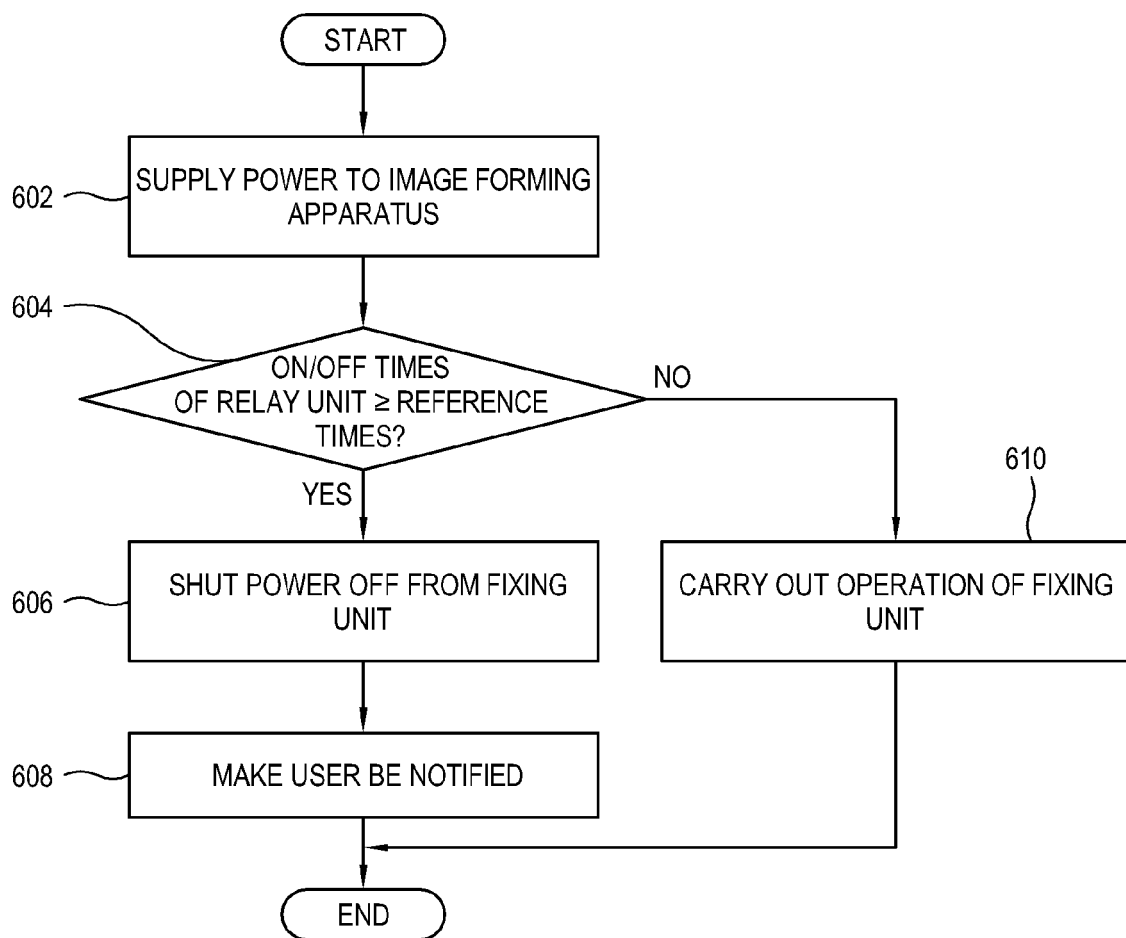 START
602
SUPPLY POWER TO IMAGE FORMING
APPARATUS
604
ON/OFF TIMES
OF RELAY UNIT ≥ REFERENCE
TIMES?
NO
YES
610
606
SHUT POWER OFF FROM FIXING
UNIT
CARRY OUT OPERATION OF FIXING
UNIT
608
MAKE USER BE NOTIFIED
END